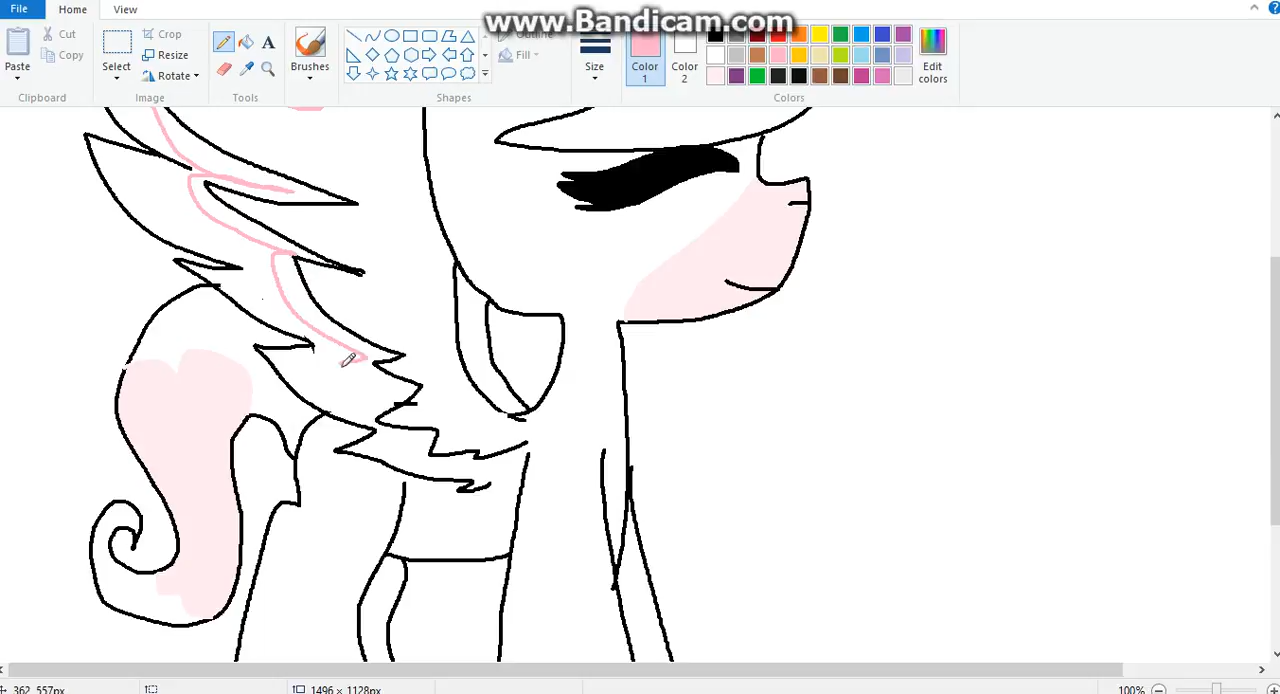 www.Bandicam.com
File
Home
View
Cut
Copy
Paste
Clipboard
Crop
Resize
Rotate
Select
Image
A
Tools
Brushes
Outline
Fill
Shapes
Size
Color 1
Color 2
Edit colors
Colors
362, 557px
1496 × 1128px
100%